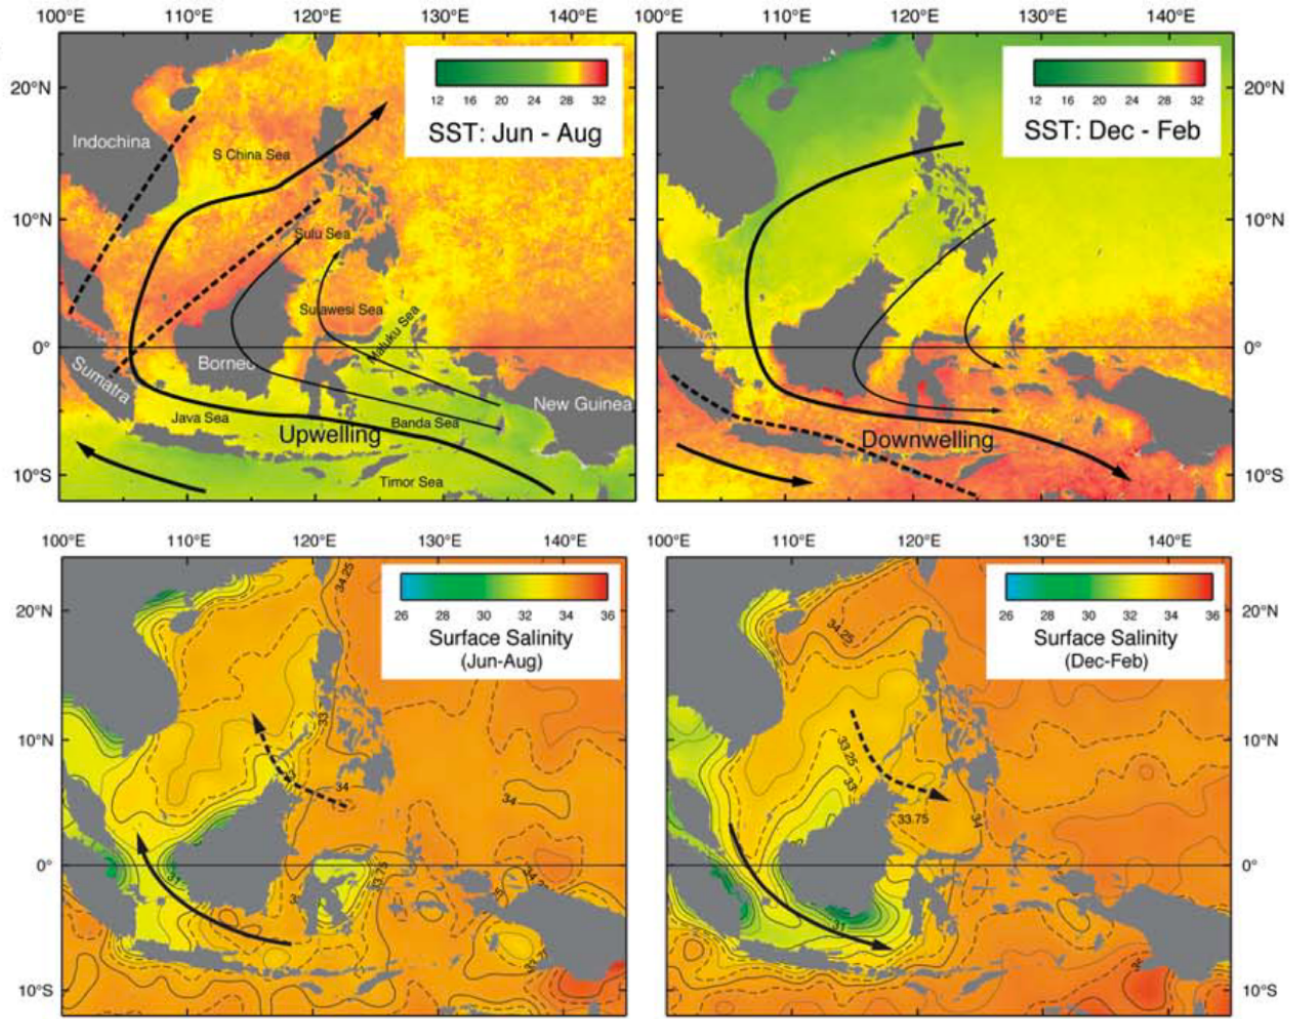 100°E 110°E 120°E 130°E 140°E
20°N
10°N
0°
10°S
12 16 20 24 28 32
SST: Jun - Aug
Indochina
S China Sea
Sulu Sea
Sulawesi Sea
Maluku Sea
Borneo
Sumatra
New Guinea
Java Sea
Banda Sea
Upwelling
Timor Sea
100°E 110°E 120°E 130°E 140°E
12 16 20 24 28 32
SST: Dec - Feb
20°N
10°N
0°
10°S
Downwelling
100°E 110°E 120°E 130°E 140°E
20°N
10°N
0°
10°S
26 28 30 32 34 36
Surface Salinity
(Jun-Aug)
34.25
33
34
34
31
33.75
100°E 110°E 120°E 130°E 140°E
26 28 30 32 34 36
Surface Salinity
(Dec-Feb)
20°N
10°N
0°
10°S
34.25
33.25
33
33.75
34
31